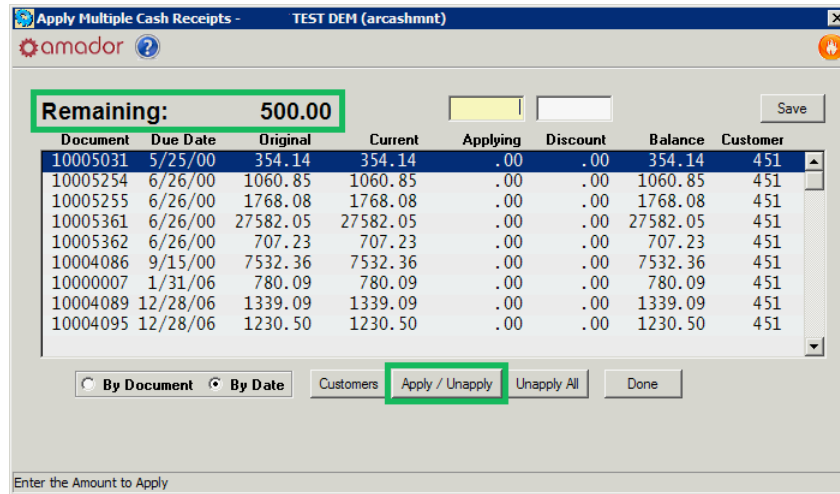 Apply Multiple Cash Receipts - TEST DEM (arcashmnt)
amador ?
Remaining: 500.00 Save
Document Due Date Original Current Applying Discount Balance Customer
10005031 5/25/00 354.14 354.14 .00 .00 354.14 451
10005254 6/26/00 1060.85 1060.85 .00 .00 1060.85 451
10005255 6/26/00 1768.08 1768.08 .00 .00 1768.08 451
10005361 6/26/00 27582.05 27582.05 .00 .00 27582.05 451
10005362 6/26/00 707.23 707.23 .00 .00 707.23 451
10004086 9/15/00 7532.36 7532.36 .00 .00 7532.36 451
10000007 1/31/06 780.09 780.09 .00 .00 780.09 451
10004089 12/28/06 1339.09 1339.09 .00 .00 1339.09 451
10004095 12/28/06 1230.50 1230.50 .00 .00 1230.50 451
By Document By Date Customers Apply / Unapply Unapply All Done
Enter the Amount to Apply